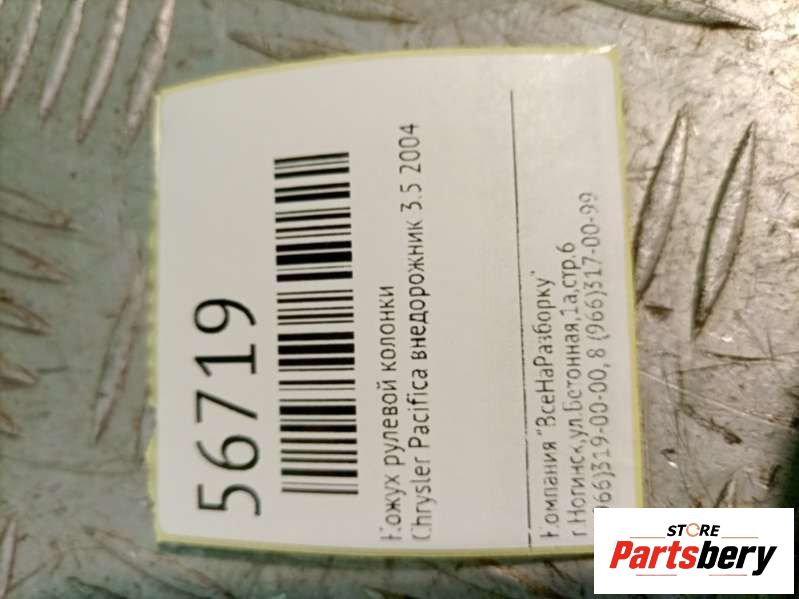 56719
Кожух рулевой колонки
Chrysler Pacifica внедорожник 3.5 2004
Компания "ВсеНаРазборку"
г.Ногинск,ул.Бетонная,1а,стр.6
966)319-00-00, 8 (966)317-00-99
STORE
Partsbery